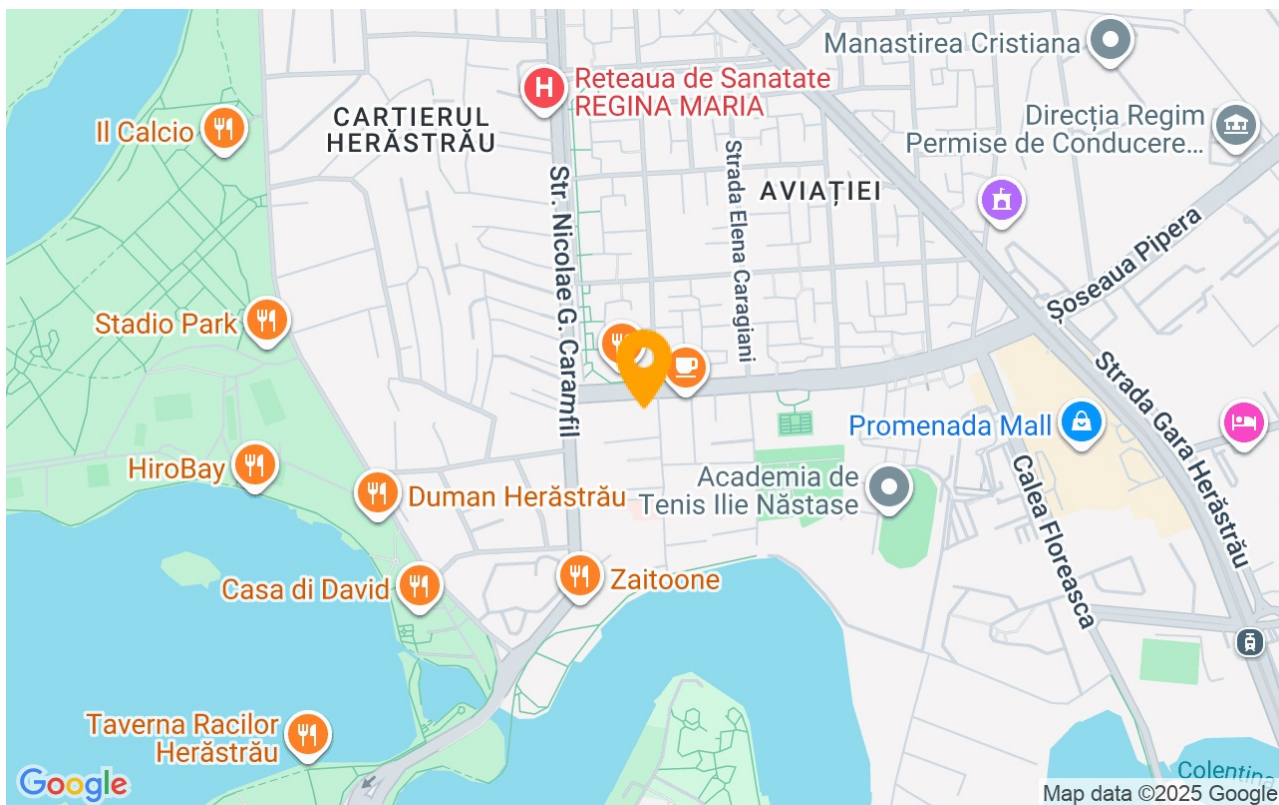 Manastirea Cristiana
Reteaua de Sanatate
REGINA MARIA
H
CARTIERUL
HERĂSTRĂU
Il Calcio
Direcția Regim
Permise de Conducere...
Strada Elena Caragiani
AVIAȚIEI
Str. Nicolae G. Caramfil
Șoseaua Pipera
Stadio Park
Strada Gara Herăstrău
Promenada Mall
HiroBay
Duman Herăstrău
Academia de
Tenis Ilie Năstase
Calea Floreasca
Casa di David
Zaitoone
Taverna Racilor
Herăstrău
Colentina
Google
Map data ©2025 Google